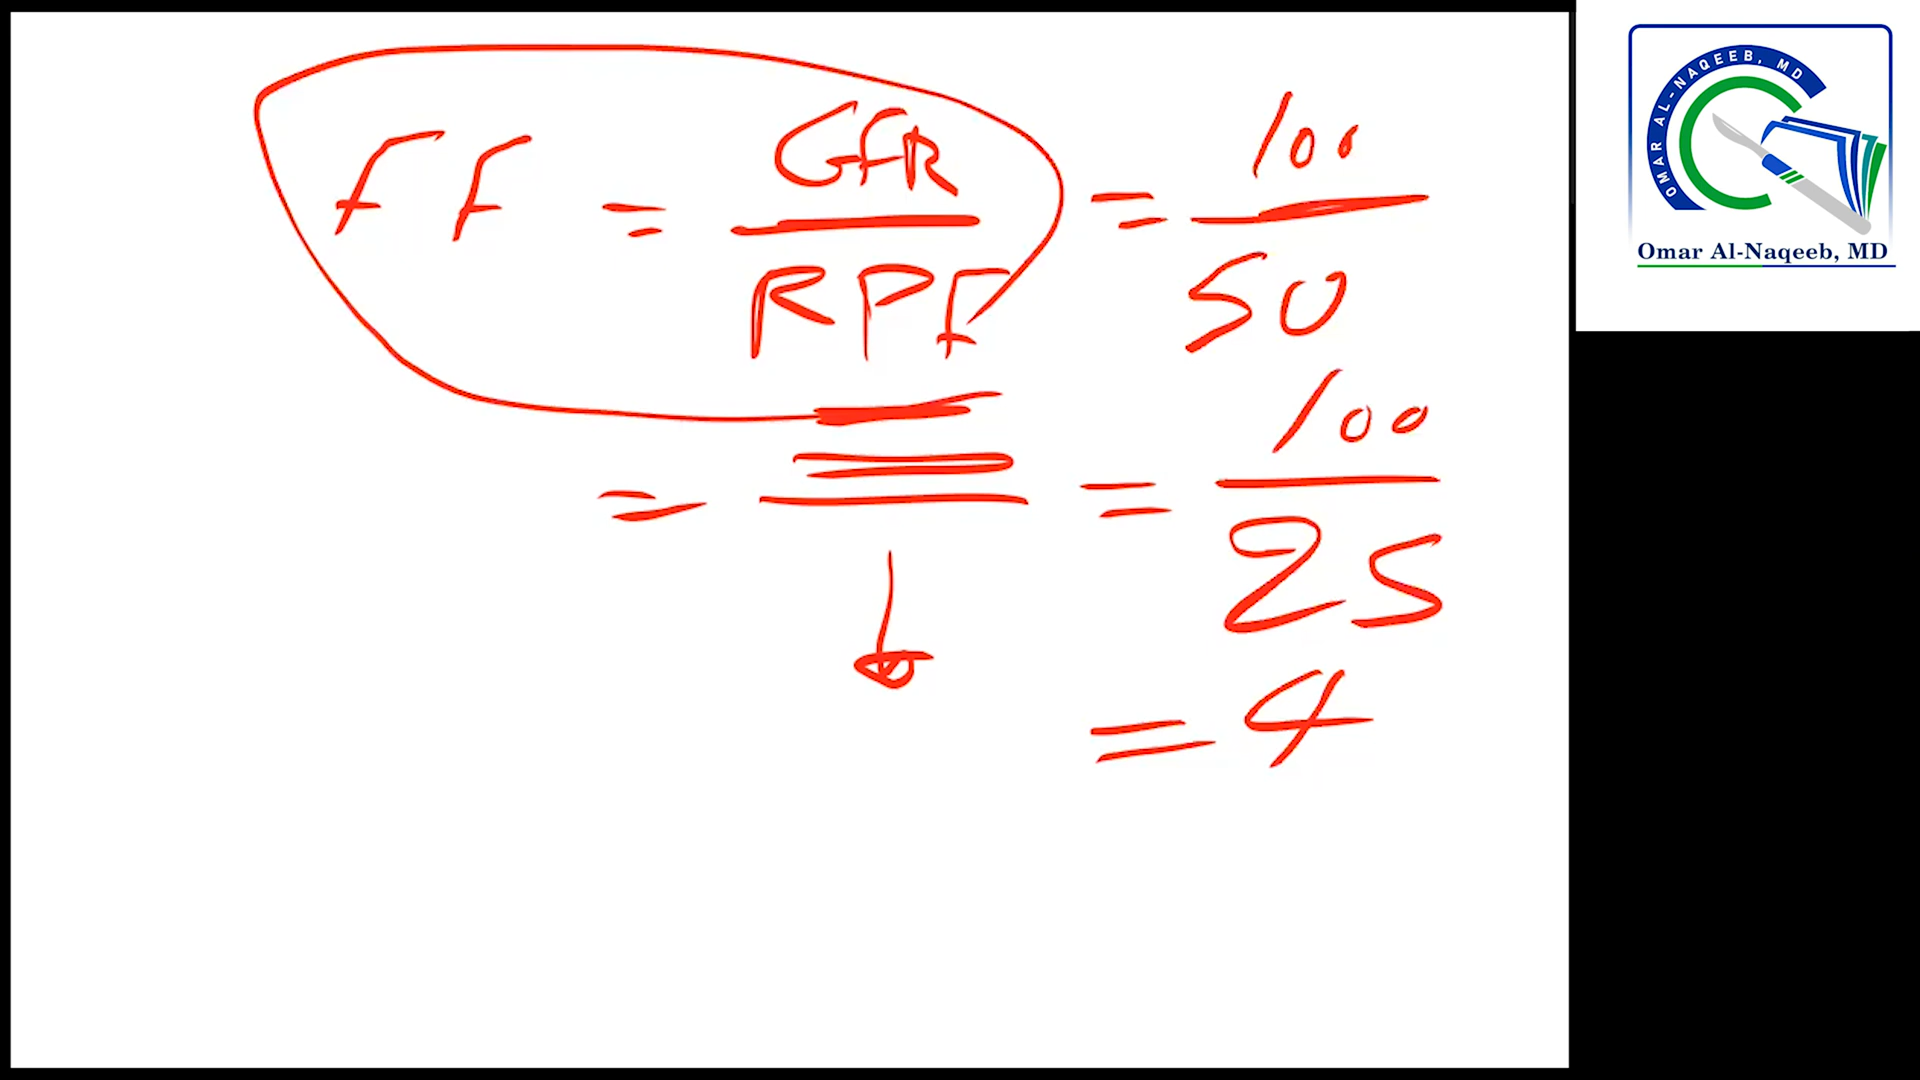 FF = GFR / RPF = 100 / 50
= = 100 / 25
= 4
OMAR AL-NAQEEB, MD
Omar Al-Naqeeb, MD